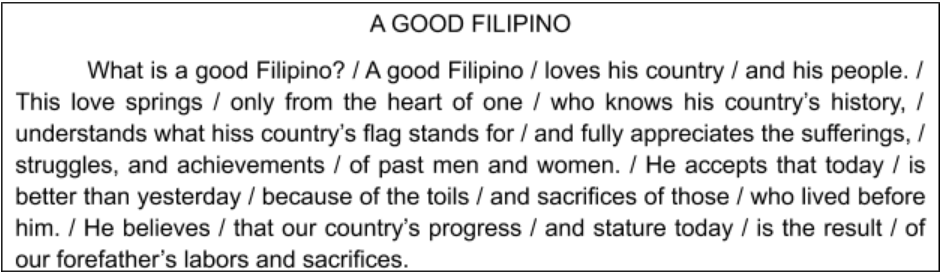 A GOOD FILIPINO
What is a good Filipino? / A good Filipino / loves his country / and his people. /
This love springs / only from the heart of one / who knows his country's history, /
understands what hiss country's flag stands for / and fully appreciates the sufferings, /
struggles, and achievements / of past men and women. / He accepts that today / is
better than yesterday / because of the toils / and sacrifices of those / who lived before
him. / He believes / that our country's progress / and stature today / is the result / of
our forefather's labors and sacrifices.